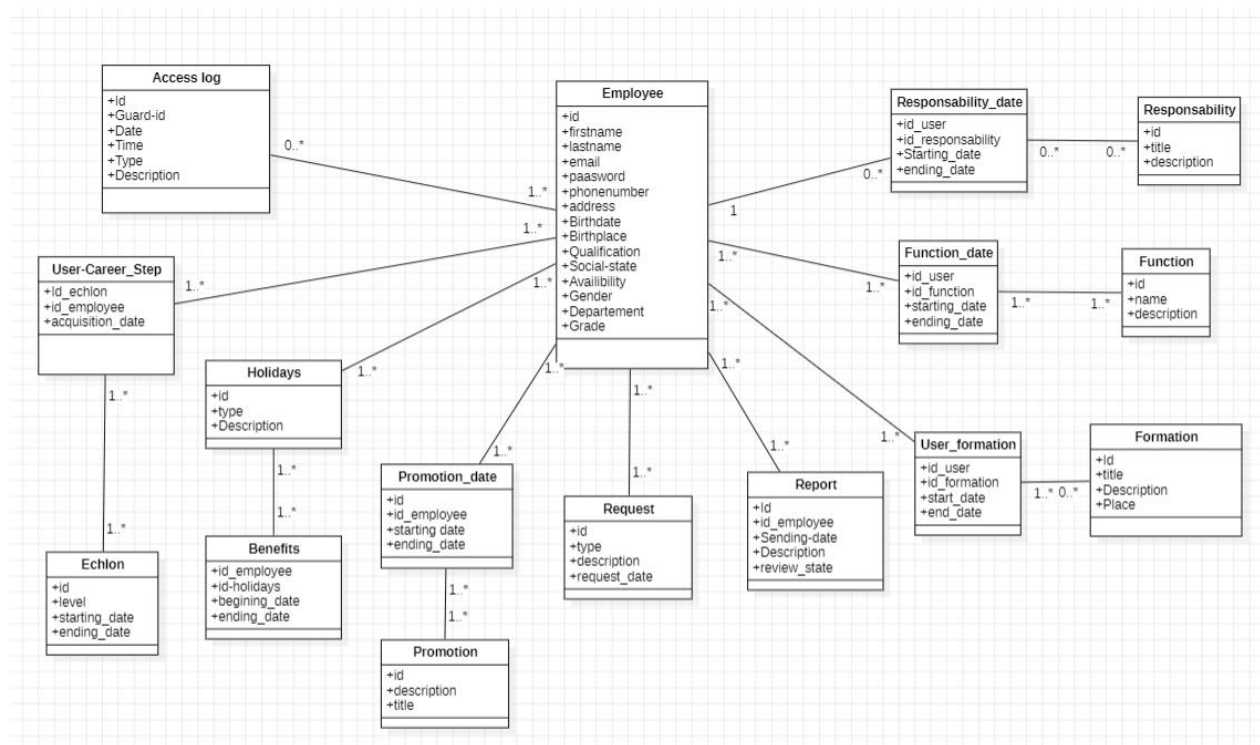 Access log
+Id
+Guard-id
+Date
+Time
+Type
+Description
0..*
1..*
Employee
+id
+firstname
+lastname
+email
+paasword
+phonenumber
+address
+Birthdate
+Birthplace
+Qualification
+Social-state
+Availibility
+Gender
+Departement
+Grade
Responsability_date
+id_user
+id_responsability
+Starting_date
+ending_date
0..*
1
0..*
0..*
Responsability
+id
+title
+description
User-Career_Step
+Id_echlon
+id_employee
+acquisition_date
1..*
1..*
1..*
1..*
Function_date
+id_user
+id_function
+starting_date
+ending_date
1..*
1..*
1..*
1..*
Function
+id
+name
+description
Holidays
+id
+type
+Description
1..*
1..*
1..*
1..*
Echlon
+id
+level
+starting_date
+ending_date
Benefits
+id_employee
+id-holidays
+begining_date
+ending_date
Promotion_date
+id
+id_employee
+starting date
+ending_date
1..*
1..*
1..*
1..*
Promotion
+id
+description
+title
Request
+id
+type
+description
+request_date
1..*
1..*
Report
+Id
+id_employee
+Sending-date
+Description
+review_state
1..*
1..*
User_formation
+id_user
+id_formation
+start_date
+end_date
1..*
1..*
1..*
0..*
Formation
+Id
+title
+Description
+Place